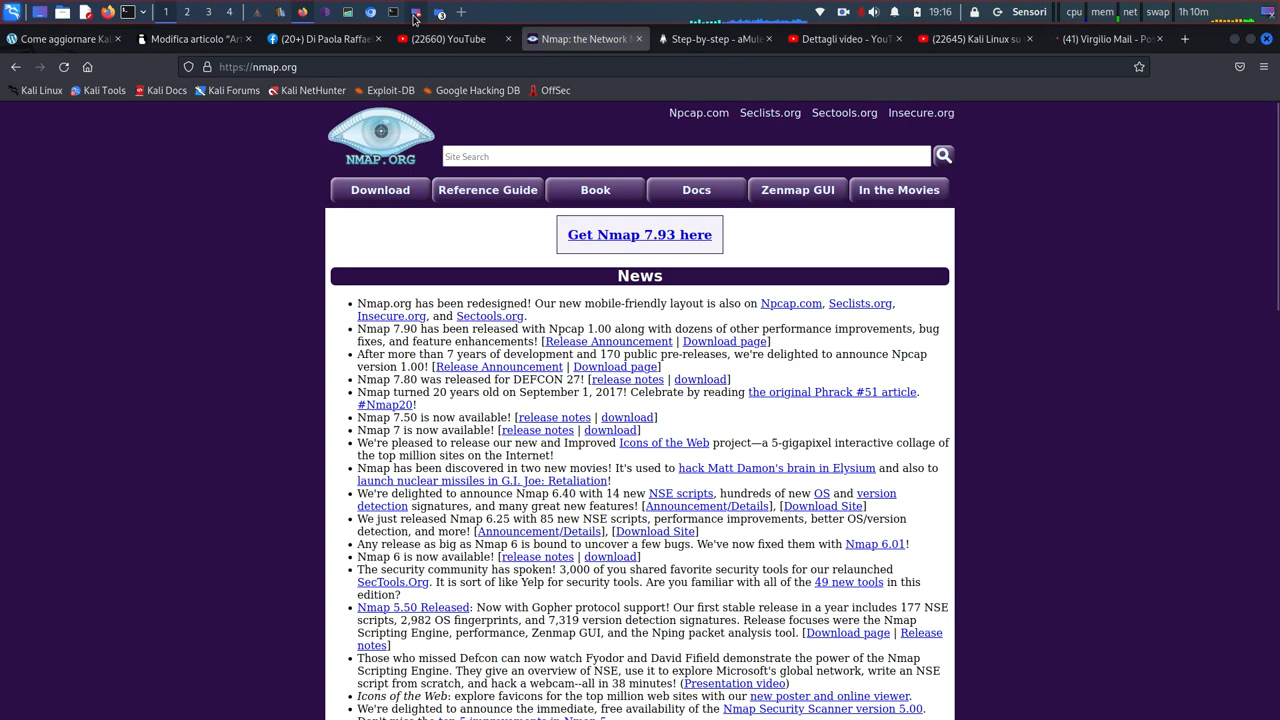 1 2 3 4 3 19:16 Sensori cpu mem net swap 1h10m
Come aggiornare Kal Modifica articolo "Art (20+) Di Paola Raffae (22660) YouTube Nmap: the Network M Step-by-step - aMule Dettagli video - YouT (22645) Kali Linux su (41) Virgilio Mail - Pos
https://nmap.org
Kali Linux Kali Tools Kali Docs Kali Forums Kali NetHunter Exploit-DB Google Hacking DB OffSec
Npcap.com Seclists.org Sectools.org Insecure.org
NMAP.ORG
Site Search
Download Reference Guide Book Docs Zenmap GUI In the Movies
Get Nmap 7.93 here
News
• Nmap.org has been redesigned! Our new mobile-friendly layout is also on Npcap.com, Seclists.org,
Insecure.org, and Sectools.org.
• Nmap 7.90 has been released with Npcap 1.00 along with dozens of other performance improvements, bug
fixes, and feature enhancements! [Release Announcement | Download page]
• After more than 7 years of development and 170 public pre-releases, we're delighted to announce Npcap
version 1.00! [Release Announcement | Download page]
• Nmap 7.80 was released for DEFCON 27! [release notes | download]
• Nmap turned 20 years old on September 1, 2017! Celebrate by reading the original Phrack #51 article.
#Nmap20!
• Nmap 7.50 is now available! [release notes | download]
• Nmap 7 is now available! [release notes | download]
• We're pleased to release our new and Improved Icons of the Web project—a 5-gigapixel interactive collage of
the top million sites on the Internet!
• Nmap has been discovered in two new movies! It's used to hack Matt Damon's brain in Elysium and also to
launch nuclear missiles in G.I. Joe: Retaliation!
• We're delighted to announce Nmap 6.40 with 14 new NSE scripts, hundreds of new OS and version
detection signatures, and many great new features! [Announcement/Details], [Download Site]
• We just released Nmap 6.25 with 85 new NSE scripts, performance improvements, better OS/version
detection, and more! [Announcement/Details], [Download Site]
• Any release as big as Nmap 6 is bound to uncover a few bugs. We've now fixed them with Nmap 6.01!
• Nmap 6 is now available! [release notes | download]
• The security community has spoken! 3,000 of you shared favorite security tools for our relaunched
SecTools.Org. It is sort of like Yelp for security tools. Are you familiar with all of the 49 new tools in this
edition?
• Nmap 5.50 Released: Now with Gopher protocol support! Our first stable release in a year includes 177 NSE
scripts, 2,982 OS fingerprints, and 7,319 version detection signatures. Release focuses were the Nmap
Scripting Engine, performance, Zenmap GUI, and the Nping packet analysis tool. [Download page | Release
notes]
• Those who missed Defcon can now watch Fyodor and David Fifield demonstrate the power of the Nmap
Scripting Engine. They give an overview of NSE, use it to explore Microsoft's global network, write an NSE
script from scratch, and hack a webcam--all in 38 minutes! (Presentation video)
• Icons of the Web: explore favicons for the top million web sites with our new poster and online viewer.
• We're delighted to announce the immediate, free availability of the Nmap Security Scanner version 5.00.
Don't miss the top 5 improvements in Nmap 5.